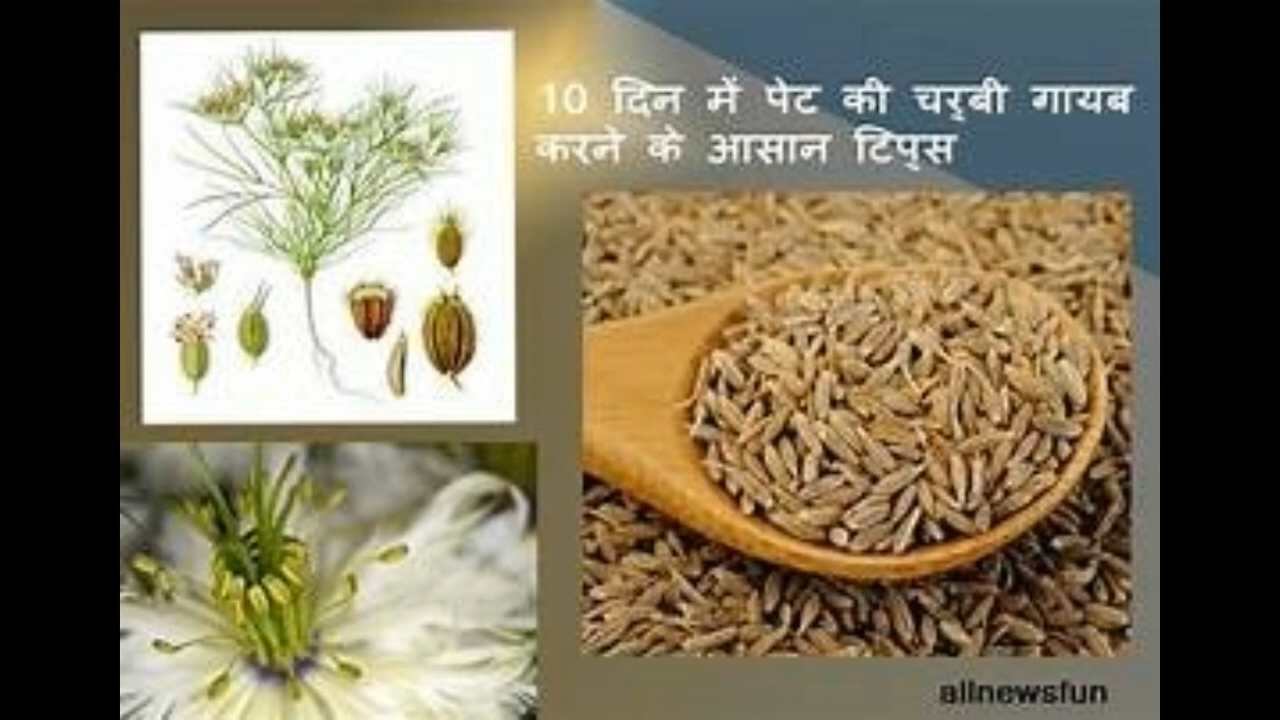 10 दिन में पेट की चर्बी गायब
करने के आसान टिप्स
allnewsfun